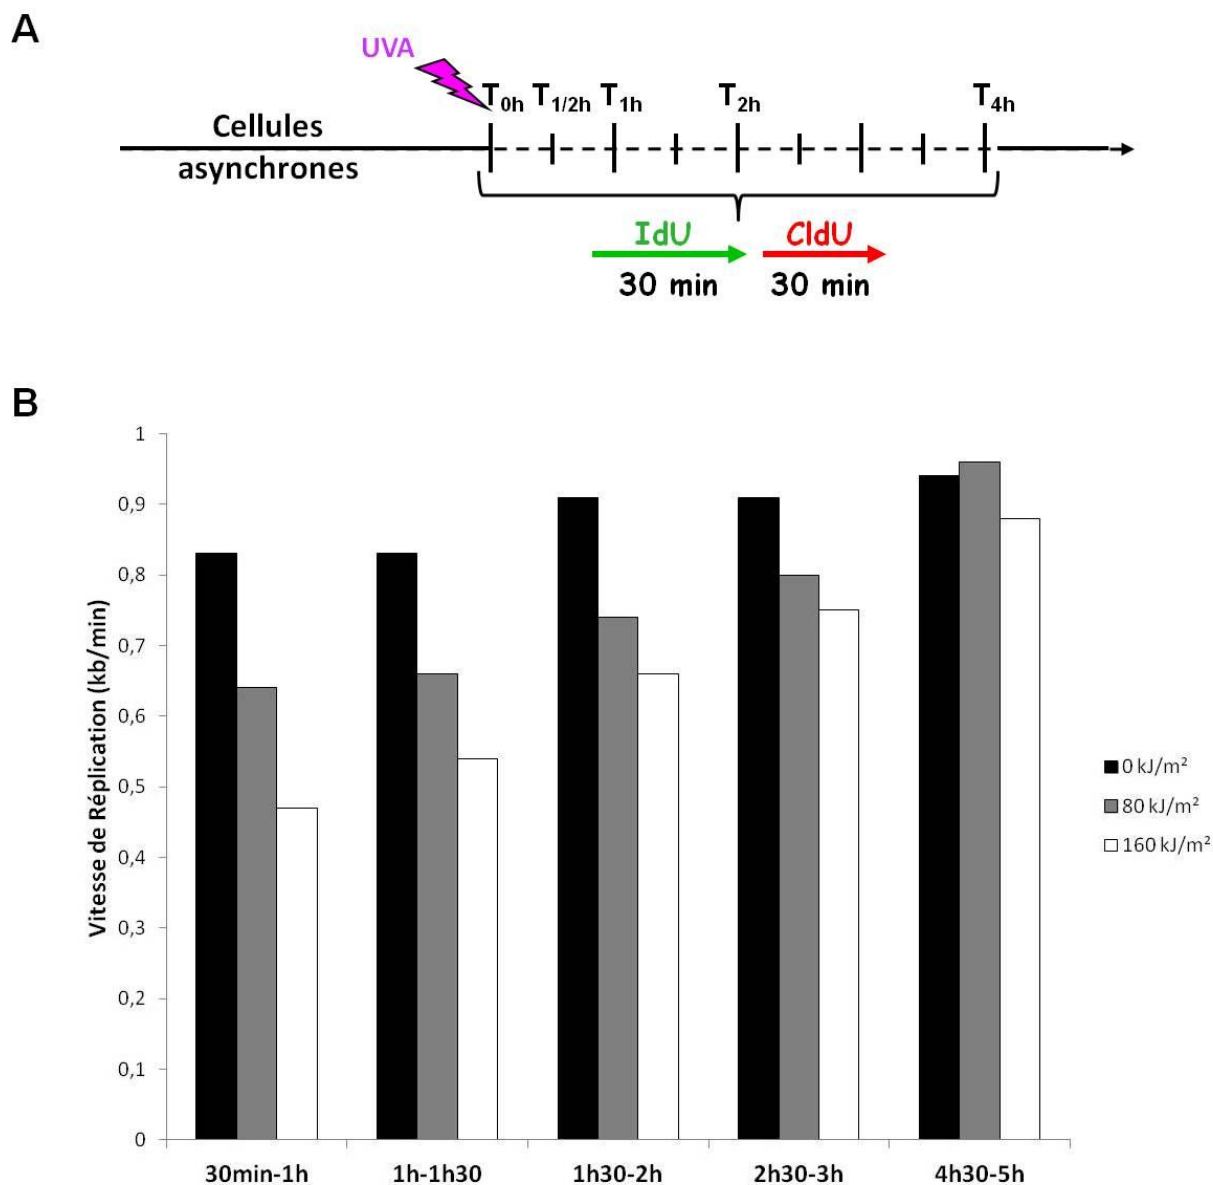 A
UVA
T0h T1/2h T1h T2h T4h
Cellules
asynchrones
IdU CldU
30 min 30 min
B
Vitesse de Réplication (kb/min)
1
0,9
0,8
0,7
0,6
0,5
0,4
0,3
0,2
0,1
0
0 kJ/m²
80 kJ/m²
160 kJ/m²
30min-1h 1h-1h30 1h30-2h 2h30-3h 4h30-5h